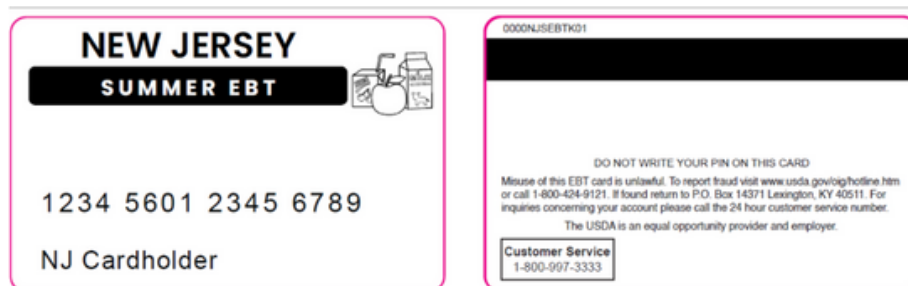 NEW JERSEY
SUMMER EBT
1234 5601 2345 6789
NJ Cardholder
0000NJSEBTK01
DO NOT WRITE YOUR PIN ON THIS CARD
Misuse of this EBT card is unlawful. To report fraud visit www.usda.gov/oig/hotline.htm
or call 1-800-424-9121. If found return to P.O. Box 14371 Lexington, KY 40511. For
inquiries concerning your account please call the 24 hour customer service number.
The USDA is an equal opportunity provider and employer.
Customer Service
1-800-997-3333